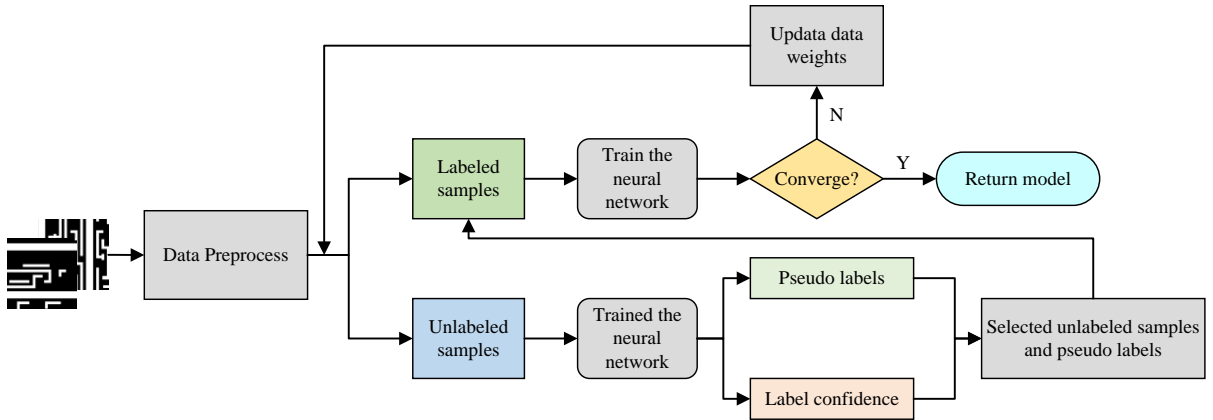 Updata data
weights
N
Labeled
samples
Train the
neural
network
Converge?
Y
Return model
Data Preprocess
Pseudo labels
Unlabeled
samples
Trained the
neural
network
Selected unlabeled samples
and pseudo labels
Label confidence